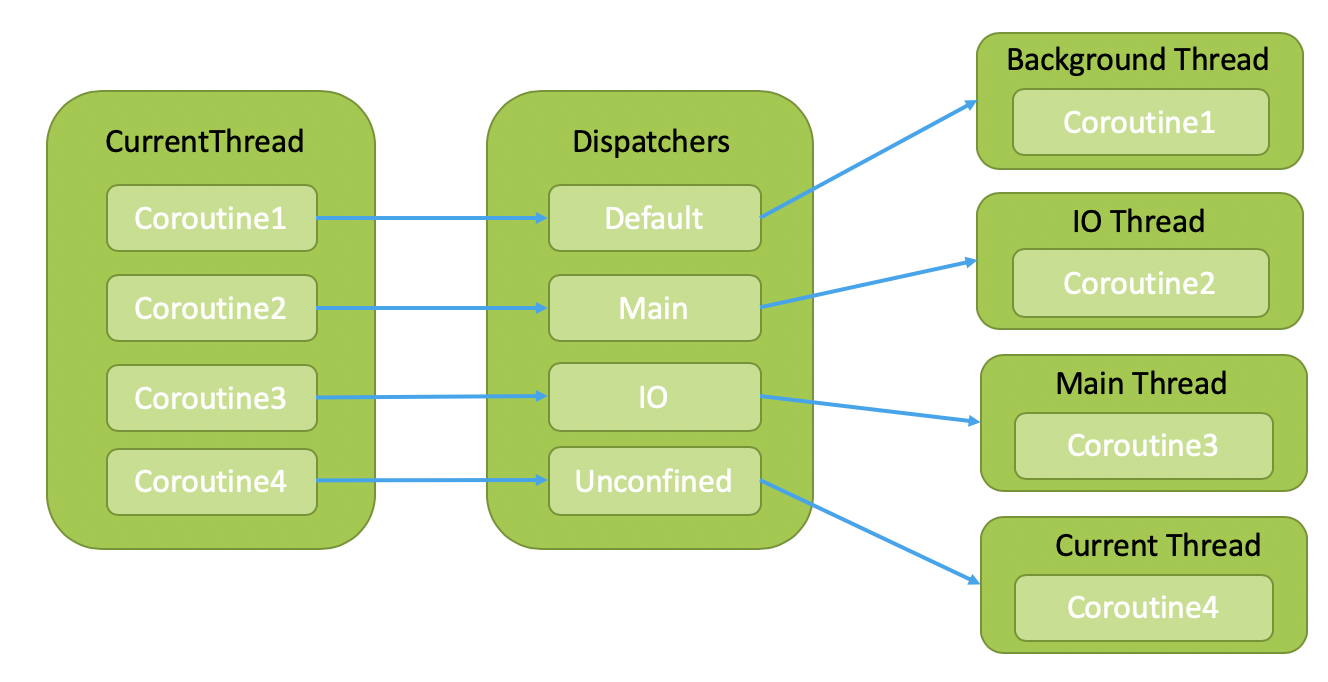 CurrentThread
Coroutine1
Coroutine2
Coroutine3
Coroutine4
Dispatchers
Default
Main
IO
Unconfined
Background Thread
Coroutine1
IO Thread
Coroutine2
Main Thread
Coroutine3
Current Thread
Coroutine4